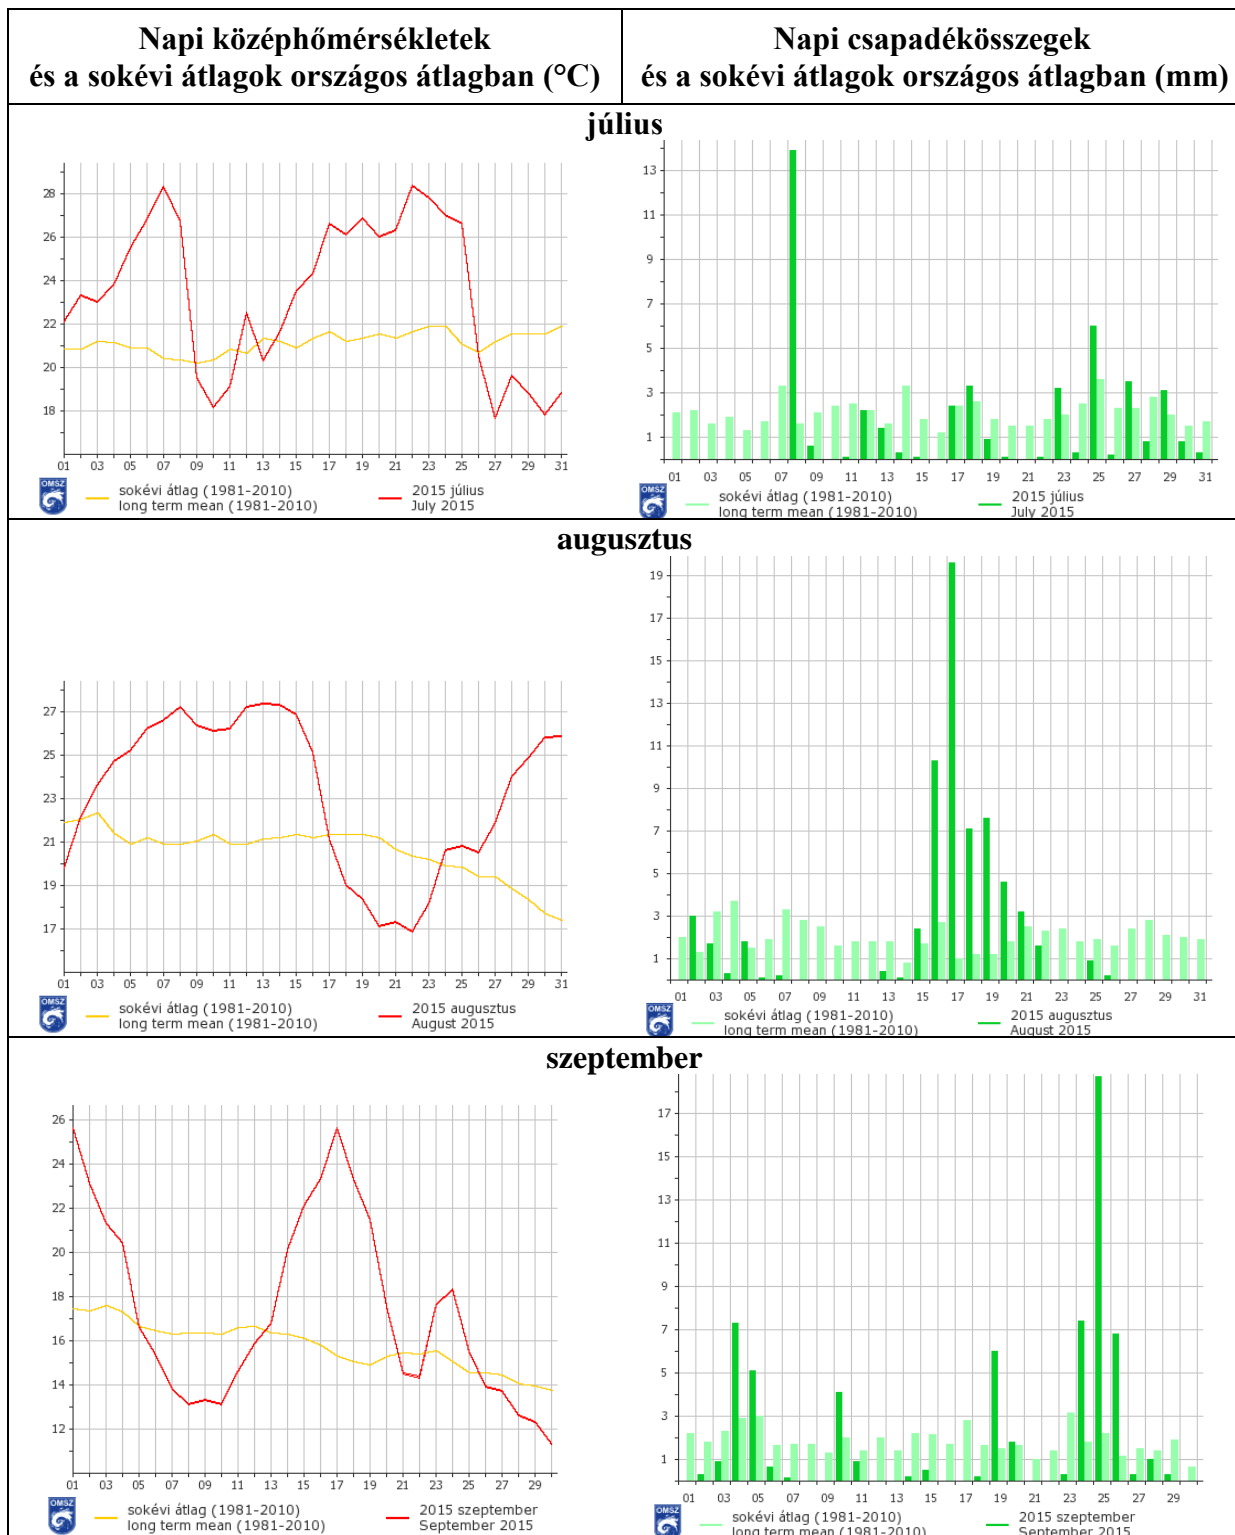 Napi középhőmérsékletek
és a sokévi átlagok országos átlagban (°C)
Napi csapadékösszegek
és a sokévi átlagok országos átlagban (mm)
július
28
26
24
22
20
18
01 03 05 07 09 11 13 15 17 19 21 23 25 27 29 31
OMSZ
sokévi átlag (1981-2010)
long term mean (1981-2010)
2015 július
July 2015
13
11
9
7
5
3
1
01 03 05 07 09 11 13 15 17 19 21 23 25 27 29 31
OMSZ
sokévi átlag (1981-2010)
long term mean (1981-2010)
2015 július
July 2015
augusztus
27
25
23
21
19
17
01 03 05 07 09 11 13 15 17 19 21 23 25 27 29 31
OMSZ
sokévi átlag (1981-2010)
long term mean (1981-2010)
2015 augusztus
August 2015
19
17
15
13
11
9
7
5
3
1
01 03 05 07 09 11 13 15 17 19 21 23 25 27 29 31
OMSZ
sokévi átlag (1981-2010)
long term mean (1981-2010)
2015 augusztus
August 2015
szeptember
26
24
22
20
18
16
14
12
01 03 05 07 09 11 13 15 17 19 21 23 25 27 29
OMSZ
sokévi átlag (1981-2010)
long term mean (1981-2010)
2015 szeptember
September 2015
17
15
13
11
9
7
5
3
1
01 03 05 07 09 11 13 15 17 19 21 23 25 27 29
OMSZ
sokévi átlag (1981-2010)
long term mean (1981-2010)
2015 szeptember
September 2015